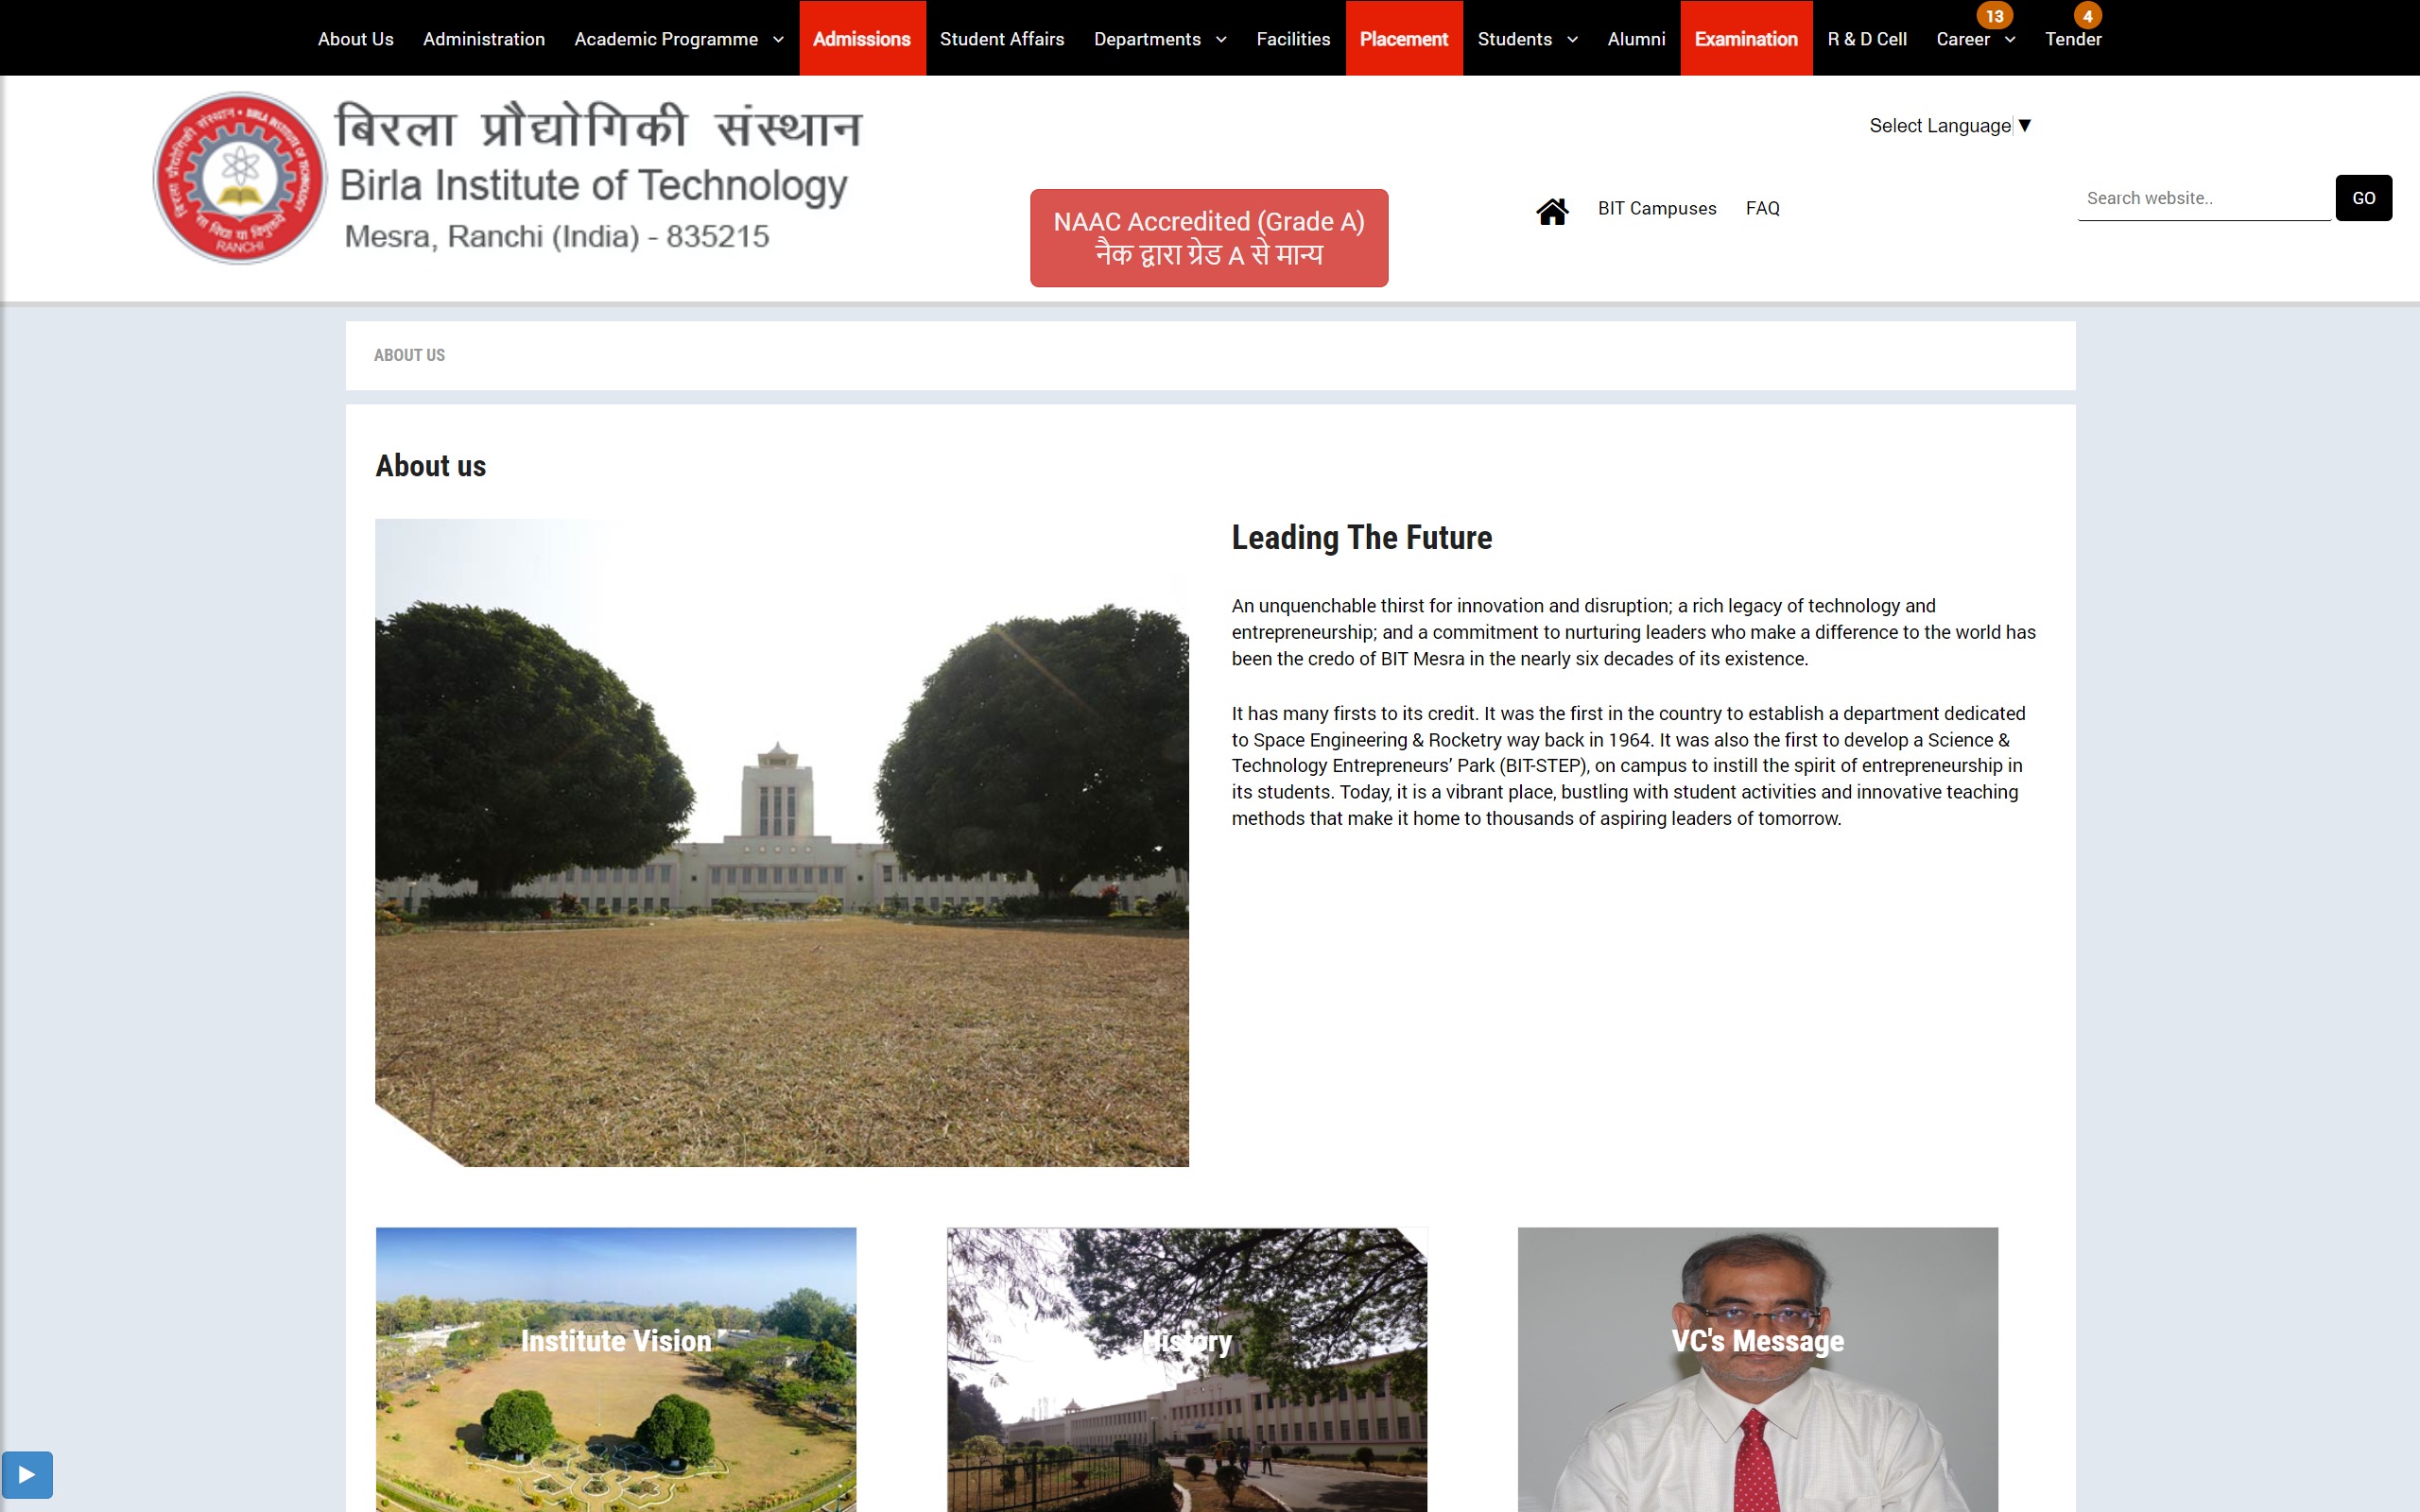 13
4
About Us Administration Academic Programme Admissions Student Affairs Departments Facilities Placement Students Alumni Examination R & D Cell Career Tender
बिरला प्रौद्योगिकी संस्थान • BIRLA INSTITUTE OF TECHNOLOGY
सा विद्या या विमुक्तये
RANCHI
बिरला प्रौद्योगिकी संस्थान
Birla Institute of Technology
Mesra, Ranchi (India) - 835215
NAAC Accredited (Grade A)
नैक द्वारा ग्रेड A से मान्य
Select Language ▼
BIT Campuses FAQ
Search website.. GO
ABOUT US
About us
Leading The Future
An unquenchable thirst for innovation and disruption; a rich legacy of technology and
entrepreneurship; and a commitment to nurturing leaders who make a difference to the world has
been the credo of BIT Mesra in the nearly six decades of its existence.
It has many firsts to its credit. It was the first in the country to establish a department dedicated
to Space Engineering & Rocketry way back in 1964. It was also the first to develop a Science &
Technology Entrepreneurs’ Park (BIT-STEP), on campus to instill the spirit of entrepreneurship in
its students. Today, it is a vibrant place, bustling with student activities and innovative teaching
methods that make it home to thousands of aspiring leaders of tomorrow.
Institute Vision
History
VC's Message